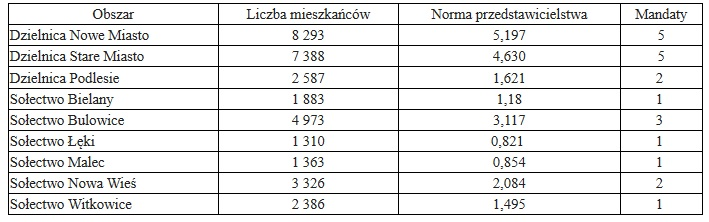 Obszar Liczba mieszkańców Norma przedstawicielstwa Mandaty
Dzielnica Nowe Miasto 8 293 5,197 5
Dzielnica Stare Miasto 7 388 4,630 5
Dzielnica Podlesie 2 587 1,621 2
Sołectwo Bielany 1 883 1,18 1
Sołectwo Bulowice 4 973 3,117 3
Sołectwo Łęki 1 310 0,821 1
Sołectwo Malec 1 363 0,854 1
Sołectwo Nowa Wieś 3 326 2,084 2
Sołectwo Witkowice 2 386 1,495 1